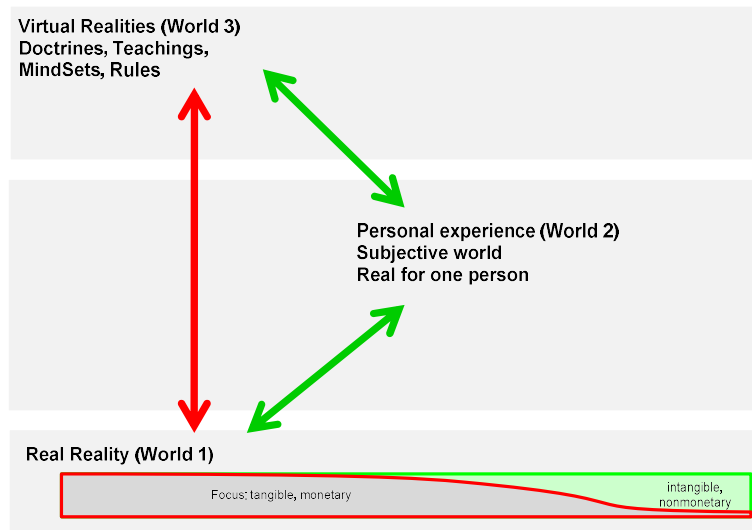 Virtual Realities (World 3)
Doctrines, Teachings,
MindSets, Rules
Personal experience (World 2)
Subjective world
Real for one person
Real Reality (World 1)
Focus: tangible, monetary
intangible,
nonmonetary